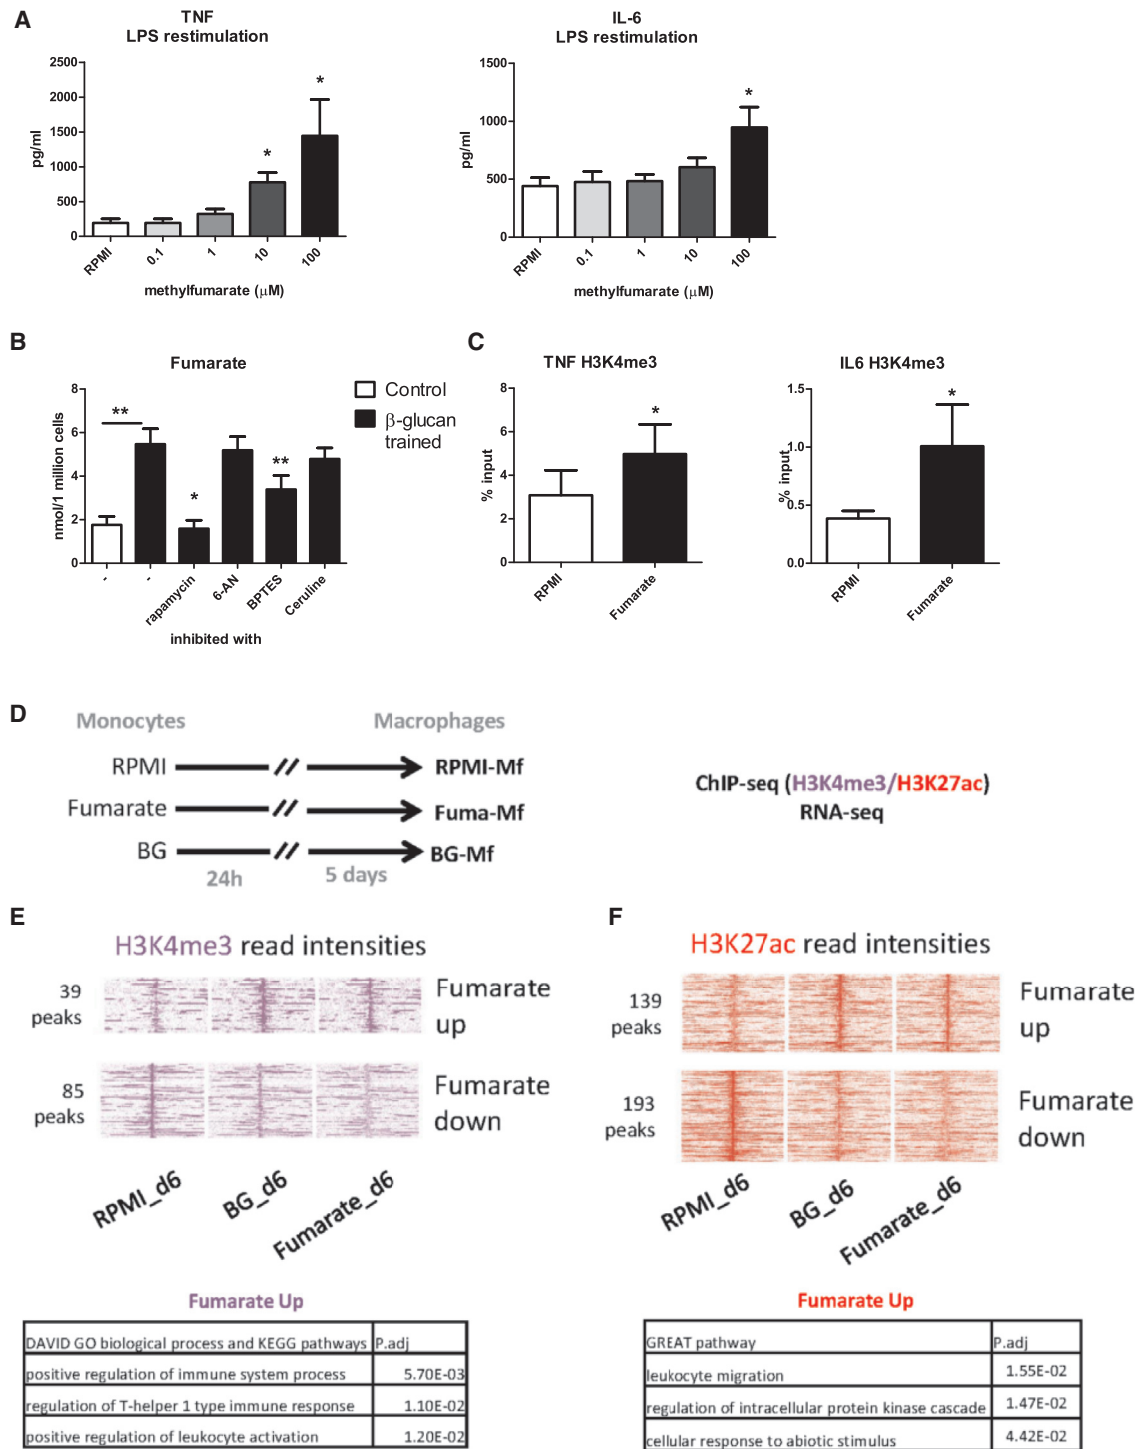 A
TNF
LPS restimulation
2500
2000
1500
1000
500
0
pg/ml
*
*
RPMI
0.1
1
10
100
methylfumarate (μM)
IL-6
LPS restimulation
1500
1000
500
0
pg/ml
*
RPMI
0.1
1
10
100
methylfumarate (μM)
B
Fumarate
8
6
4
2
0
nmol/1 million cells
**
*
**
-
-
rapamycin
6-AN
BPTES
Ceruline
inhibited with
Control
β-glucan
trained
C
TNF H3K4me3
8
6
4
2
0
% input
*
RPMI
Fumarate
IL6 H3K4me3
1.5
1.0
0.5
0.0
% input
*
RPMI
Fumarate
D
Monocytes
Macrophages
RPMI
RPMI-Mf
Fumarate
Fuma-Mf
BG
BG-Mf
24h
5 days
ChIP-seq (H3K4me3/H3K27ac)
RNA-seq
E
H3K4me3 read intensities
39
peaks
Fumarate
up
85
peaks
Fumarate
down
RPMI_d6
BG_d6
Fumarate_d6
Fumarate Up
DAVID GO biological process and KEGG pathways P.adj
positive regulation of immune system process 5.70E-03
regulation of T-helper 1 type immune response 1.10E-02
positive regulation of leukocyte activation 1.20E-02
F
H3K27ac read intensities
139
peaks
Fumarate
up
193
peaks
Fumarate
down
RPMI_d6
BG_d6
Fumarate_d6
Fumarate Up
GREAT pathway P.adj
leukocyte migration 1.55E-02
regulation of intracellular protein kinase cascade 1.47E-02
cellular response to abiotic stimulus 4.42E-02